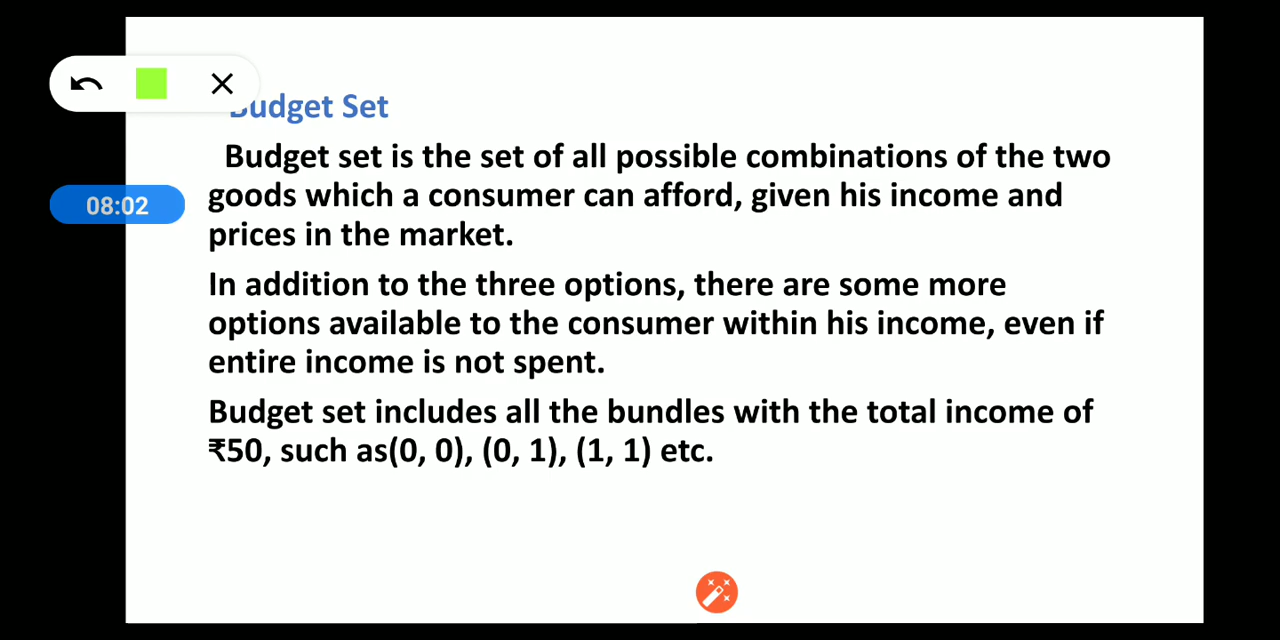 Budget Set
Budget set is the set of all possible combinations of the two
goods which a consumer can afford, given his income and
prices in the market.
08:02
In addition to the three options, there are some more
options available to the consumer within his income, even if
entire income is not spent.
Budget set includes all the bundles with the total income of
₹50, such as(0, 0), (0, 1), (1, 1) etc.